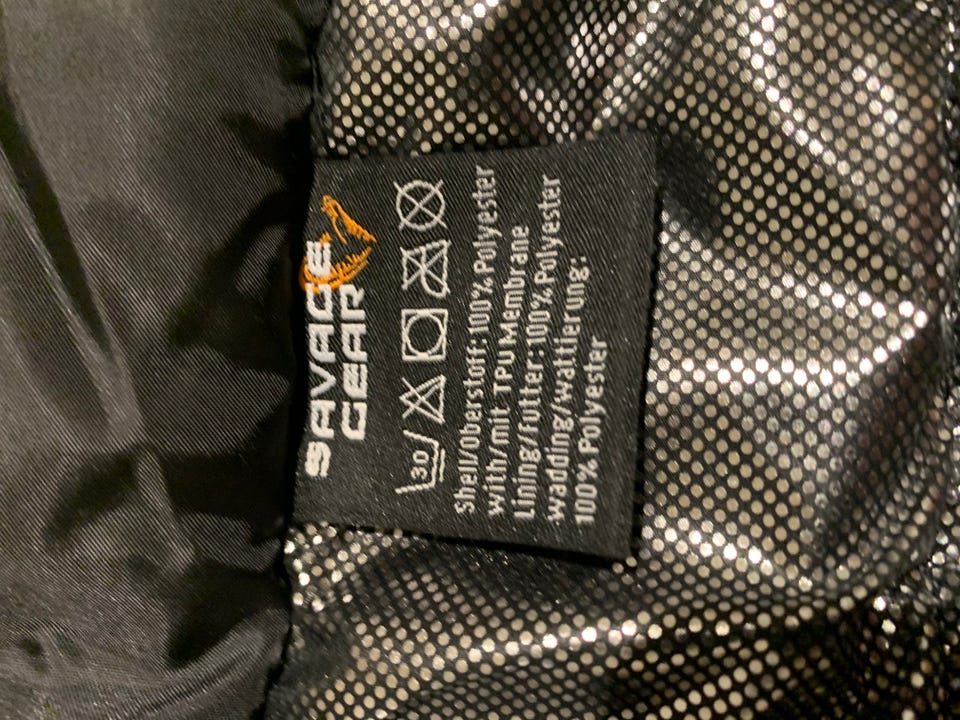 SAVAGE
GEAR
30
Shell/Oberstoff: 100% Polyester
with/mit TPU Membrane
Lining/Futter: 100% Polyester
wadding/wattierung:
100% Polyester